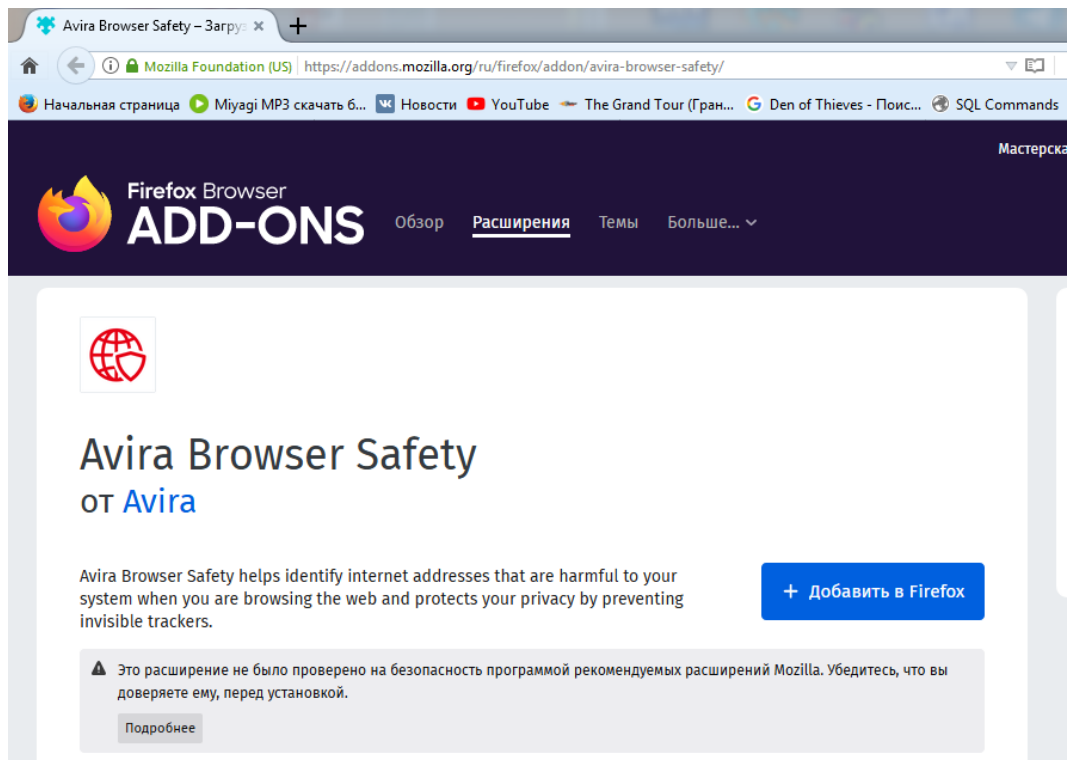 Avira Browser Safety – Загруз
Mozilla Foundation (US) https://addons.mozilla.org/ru/firefox/addon/avira-browser-safety/
Начальная страница Miyagi MP3 скачать б... Новости YouTube The Grand Tour (Гран... Den of Thieves - Поис... SQL Commands
Мастерска
Firefox Browser
ADD-ONS
Обзор Расширения Темы Больше...
Avira Browser Safety
от Avira
Avira Browser Safety helps identify internet addresses that are harmful to your
system when you are browsing the web and protects your privacy by preventing
invisible trackers.
+ Добавить в Firefox
Это расширение не было проверено на безопасность программой рекомендуемых расширений Mozilla. Убедитесь, что вы
доверяете ему, перед установкой.
Подробнее